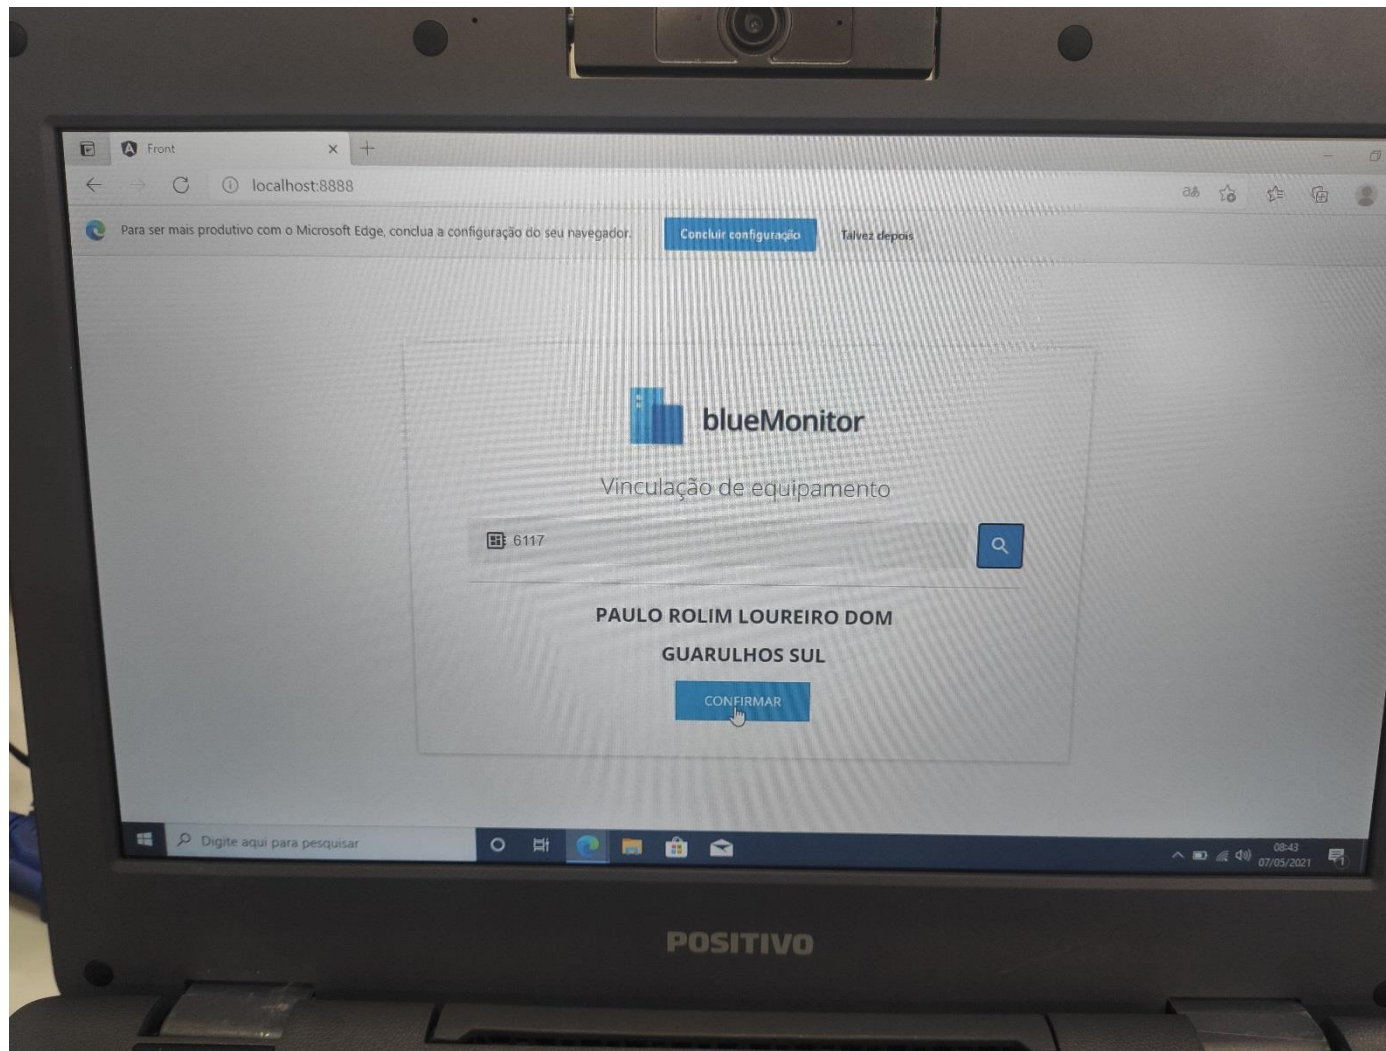 Front
localhost:8888
Para ser mais produtivo com o Microsoft Edge, conclua a configuração do seu navegador.
Concluir configuração
Talvez depois
blueMonitor
Vinculação de equipamento
6117
PAULO ROLIM LOUREIRO DOM
GUARULHOS SUL
CONFIRMAR
Digite aqui para pesquisar
08:43
07/05/2021
1
POSITIVO